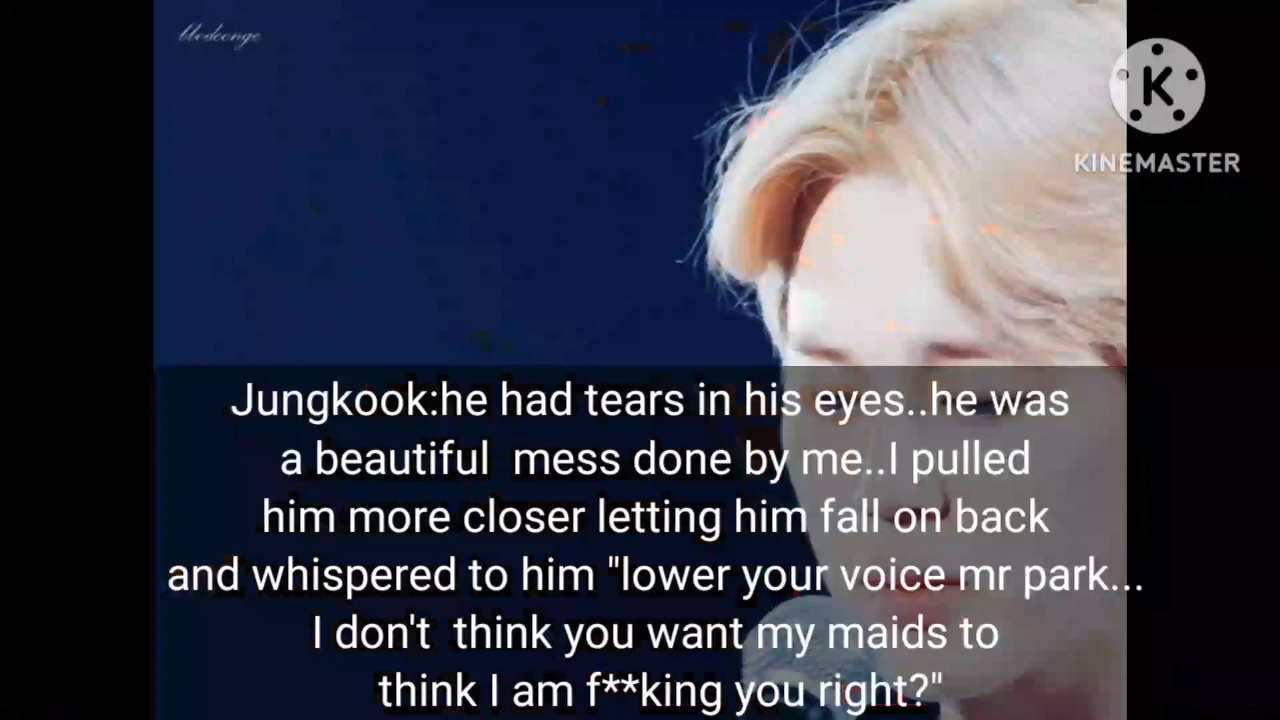 KINEMASTER
Jungkook:he had tears in his eyes..he was
a beautiful mess done by me..I pulled
him more closer letting him fall on back
and whispered to him "lower your voice mr park...
I don't think you want my maids to
think I am f**king you right?"